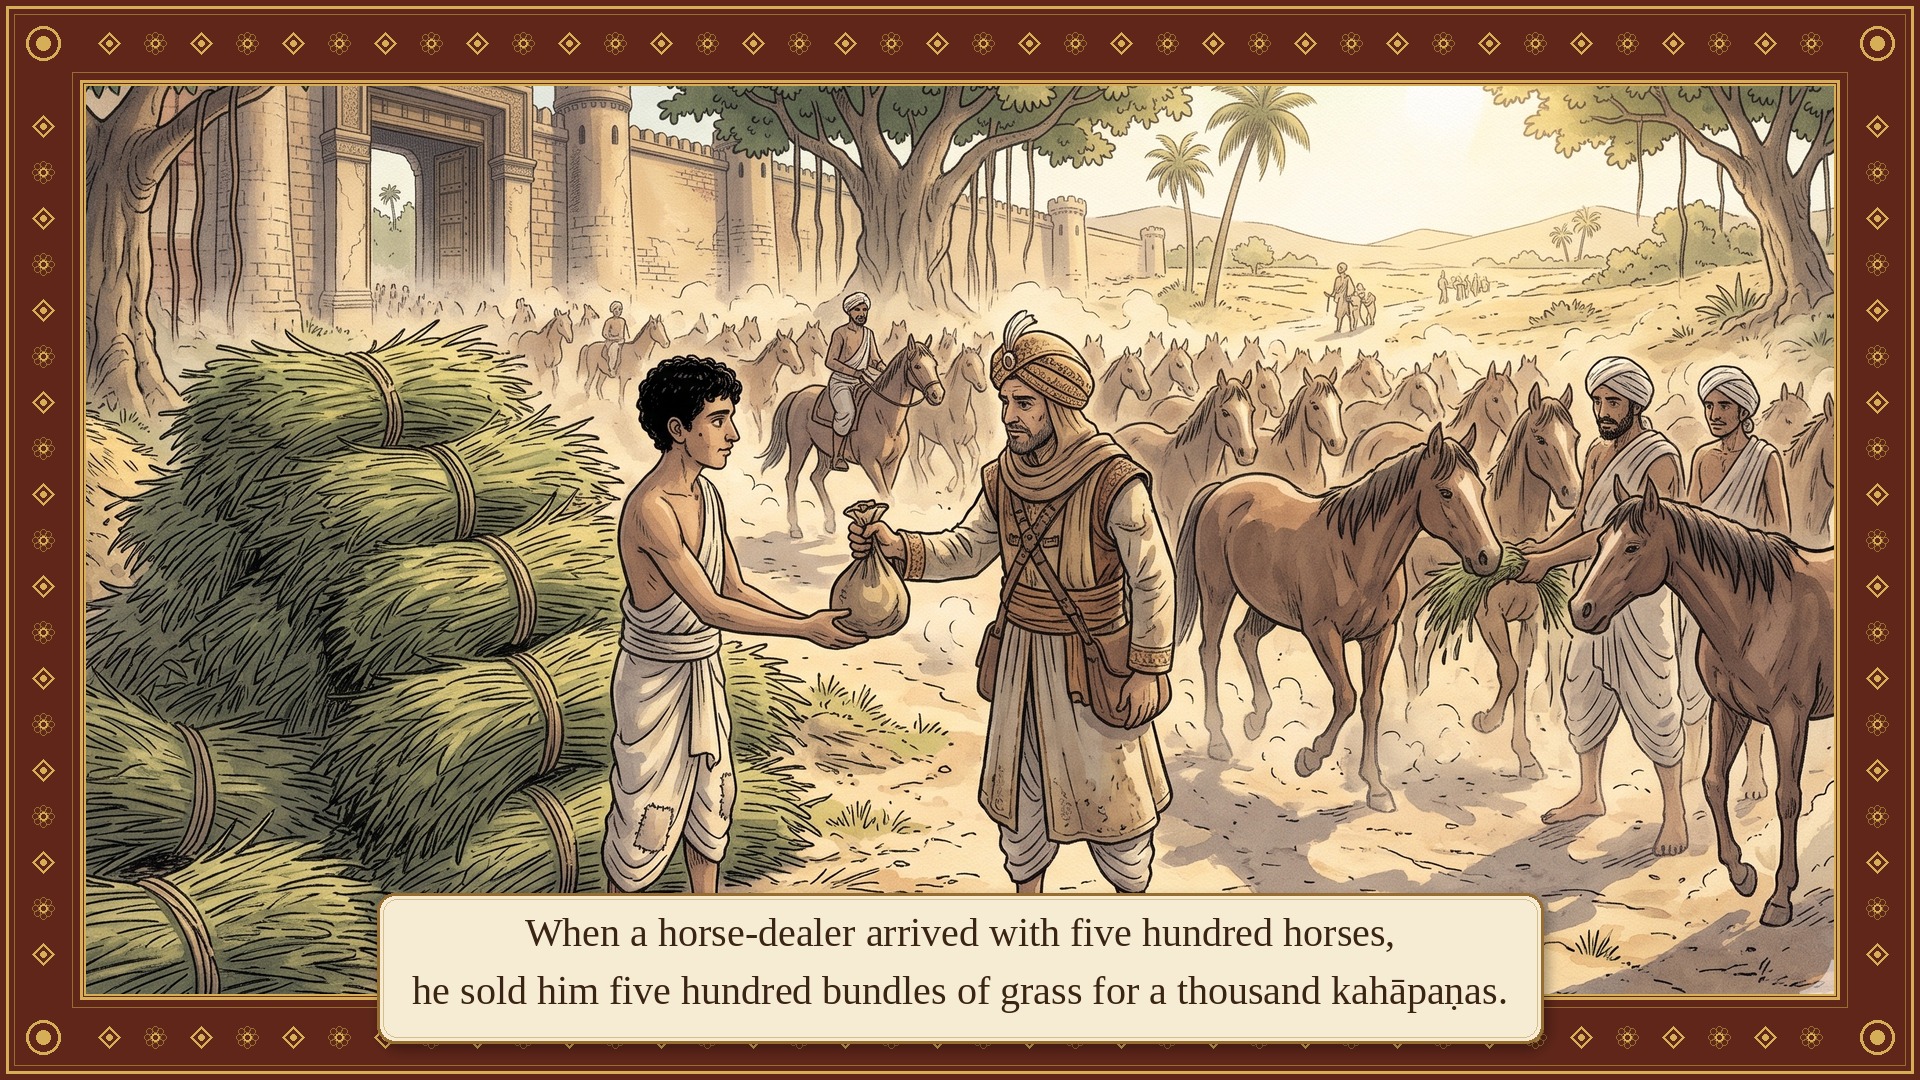 When a horse-dealer arrived with five hundred horses,
he sold him five hundred bundles of grass for a thousand kahāpaṇas.